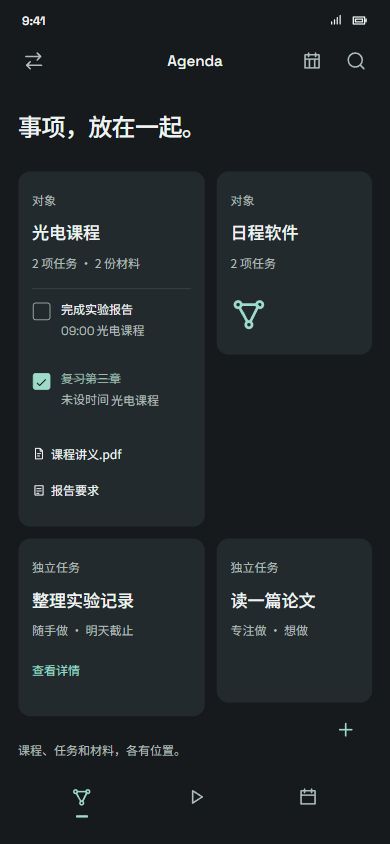 9:41
Agenda
事项，放在一起。
对象
光电课程
2 项任务 · 2 份材料
完成实验报告
09:00 光电课程
复习第三章
未设时间 光电课程
课程讲义.pdf
报告要求
对象
日程软件
2 项任务
独立任务
整理实验记录
随手做 · 明天截止
查看详情
独立任务
读一篇论文
专注做 · 想做
课程、任务和材料，各有位置。